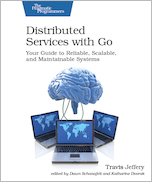 The
Pragmatic
Programmers
Distributed
Services with Go
Your Guide to Reliable, Scalable,
and Maintainable Systems
Travis Jeffery
edited by Dawn Schanafelt
and Katharine Dvorak